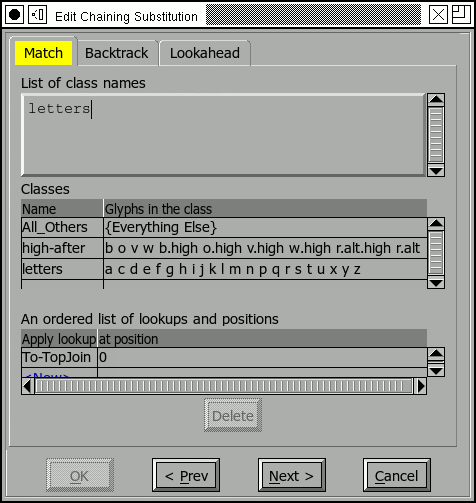 Edit Chaining Substitution
Match Backtrack Lookahead
List of class names
letters
Classes
Name Glyphs in the class
All_Others {Everything Else}
high-after b o v w b.high o.high v.high w.high r.alt.high r.alt
letters a c d e f g h i j k l m n p q r s t u x y z
An ordered list of lookups and positions
Apply lookup at position
To-TopJoin 0
<New>
Delete
OK < Prev Next > Cancel